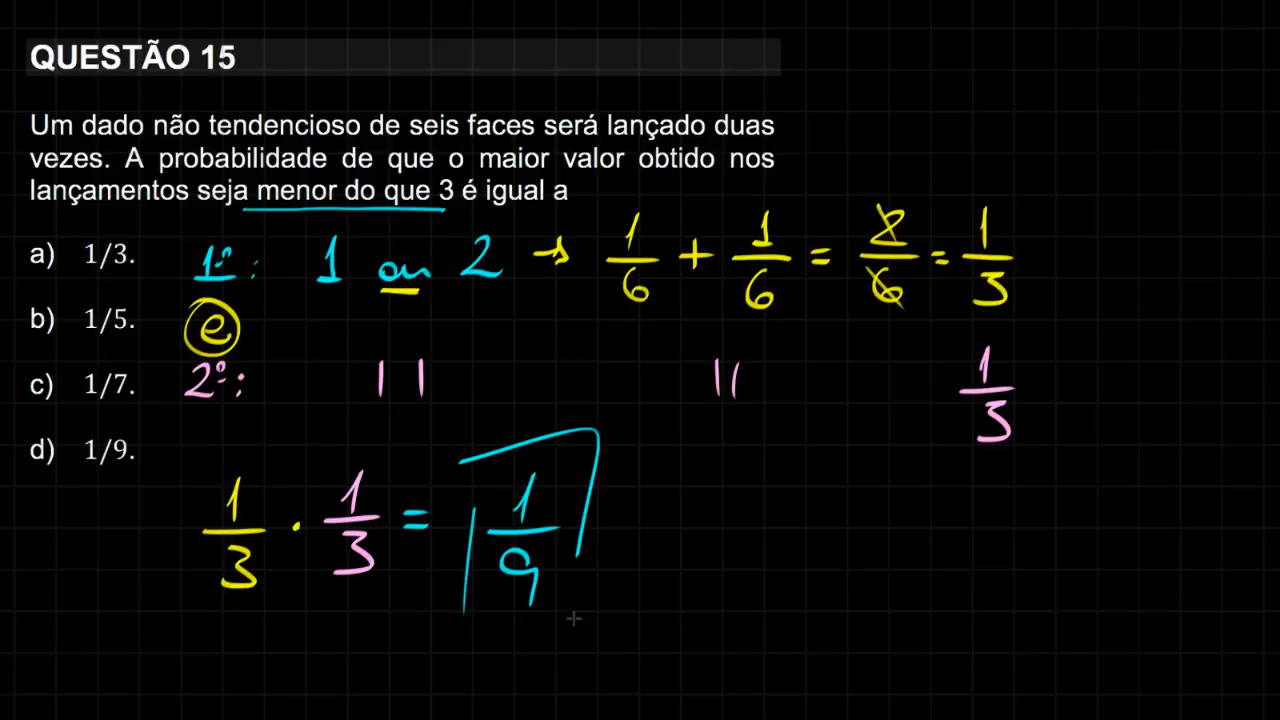 QUESTÃO 15
Um dado não tendencioso de seis faces será lançado duas
vezes. A probabilidade de que o maior valor obtido nos
lançamentos seja menor do que 3 é igual a
a) 1/3.
1º: 1 ou 2 → 1/6 + 1/6 = 2/6 = 1/3
b) 1/5.
e
c) 1/7.
2º: || || 1/3
d) 1/9.
1/3 · 1/3 = 1/9